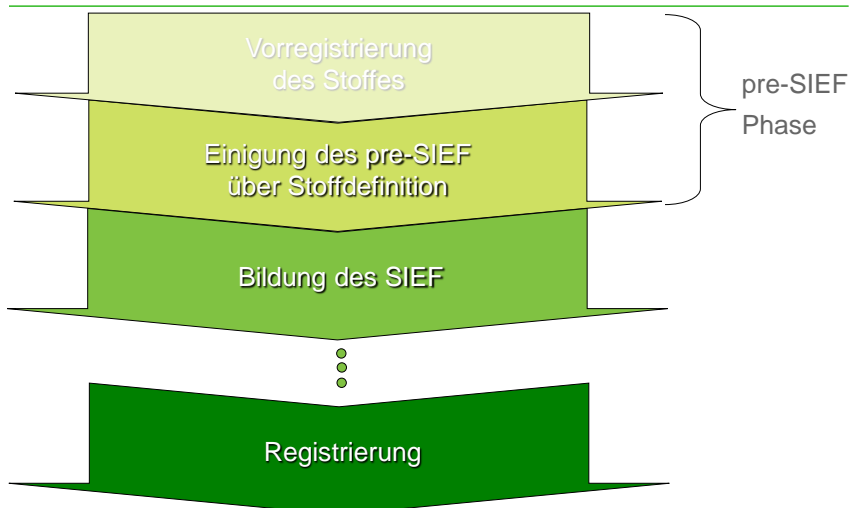 Vorregistrierung
des Stoffes
pre-SIEF
Phase
Einigung des pre-SIEF
über Stoffdefinition
Bildung des SIEF
Registrierung